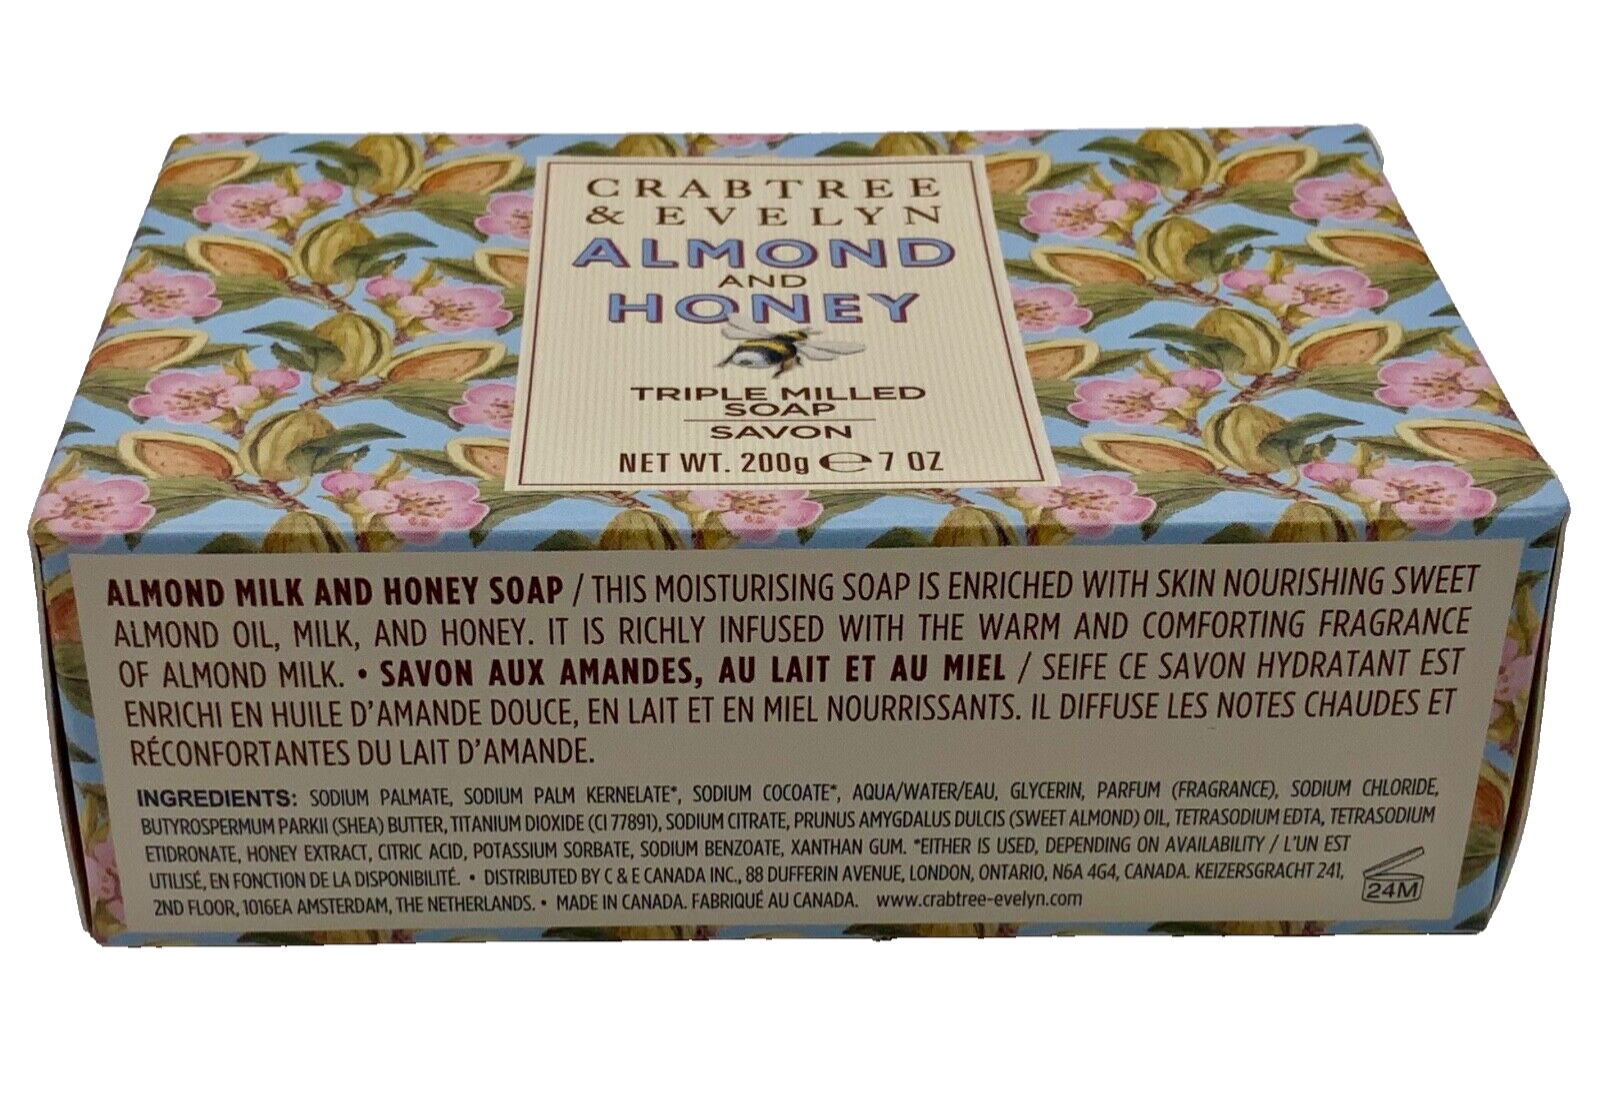 CRABTREE
& EVELYN
ALMOND
AND
HONEY
TRIPLE MILLED
SOAP
SAVON
NET WT. 200g ℮ 7 OZ
ALMOND MILK AND HONEY SOAP / THIS MOISTURISING SOAP IS ENRICHED WITH SKIN NOURISHING SWEET
ALMOND OIL, MILK, AND HONEY. IT IS RICHLY INFUSED WITH THE WARM AND COMFORTING FRAGRANCE
OF ALMOND MILK. • SAVON AUX AMANDES, AU LAIT ET AU MIEL / SEIFE CE SAVON HYDRATANT EST
ENRICHI EN HUILE D'AMANDE DOUCE, EN LAIT ET EN MIEL NOURRISSANTS. IL DIFFUSE LES NOTES CHAUDES ET
RÉCONFORTANTES DU LAIT D'AMANDE.
INGREDIENTS: SODIUM PALMATE, SODIUM PALM KERNELATE*, SODIUM COCOATE*, AQUA/WATER/EAU, GLYCERIN, PARFUM (FRAGRANCE), SODIUM CHLORIDE,
BUTYROSPERMUM PARKII (SHEA) BUTTER, TITANIUM DIOXIDE (CI 77891), SODIUM CITRATE, PRUNUS AMYGDALUS DULCIS (SWEET ALMOND) OIL, TETRASODIUM EDTA, TETRASODIUM
ETIDRONATE, HONEY EXTRACT, CITRIC ACID, POTASSIUM SORBATE, SODIUM BENZOATE, XANTHAN GUM. *EITHER IS USED, DEPENDING ON AVAILABILITY / L'UN EST
UTILISÉ, EN FONCTION DE LA DISPONIBILITÉ. • DISTRIBUTED BY C & E CANADA INC., 88 DUFFERIN AVENUE, LONDON, ONTARIO, N6A 4G4, CANADA. KEIZERSGRACHT 241,
2ND FLOOR, 1016EA AMSTERDAM, THE NETHERLANDS. • MADE IN CANADA. FABRIQUÉ AU CANADA. www.crabtree-evelyn.com
24M